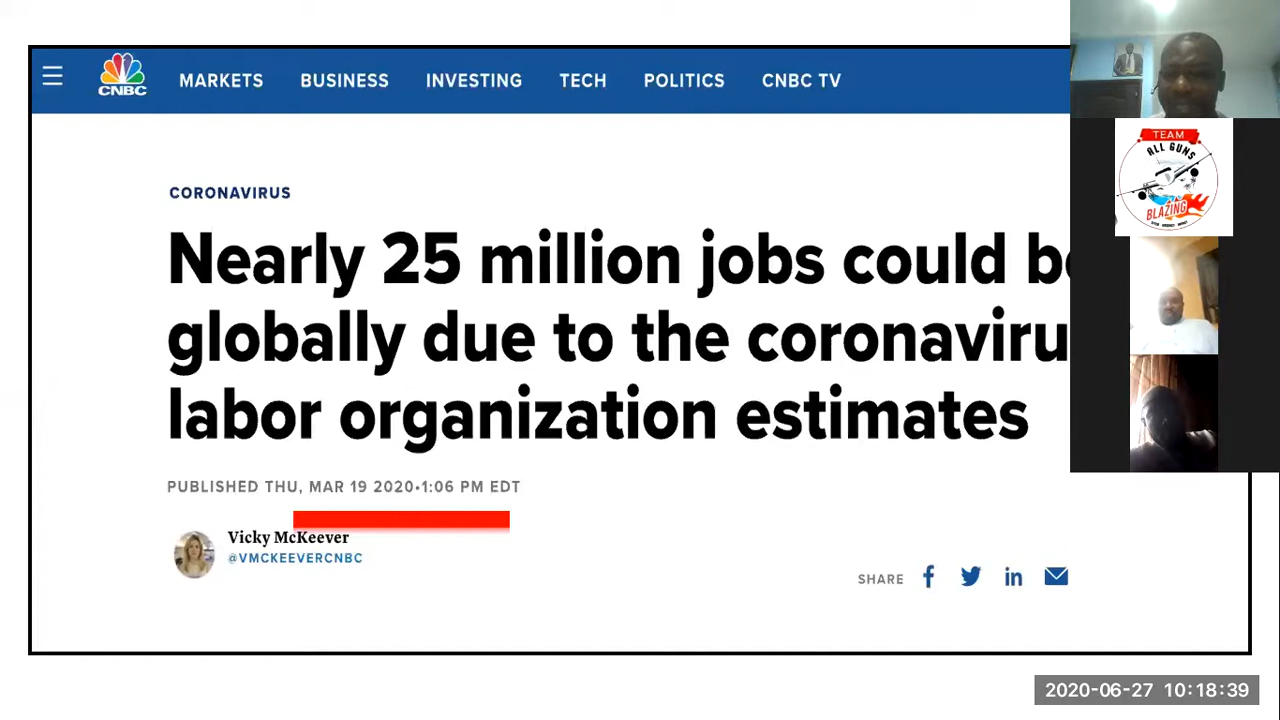 CNBC
MARKETS BUSINESS INVESTING TECH POLITICS CNBC TV
CORONAVIRUS
Nearly 25 million jobs could
globally due to the
labor organization estimates
PUBLISHED THU, MAR 19 2020•1:06 PM EDT
Vicky McKeever
@VMCKEEVERCNBC
SHARE
TEAM
ALL GUNS
BLAZING
2020-06-27 10:18:39